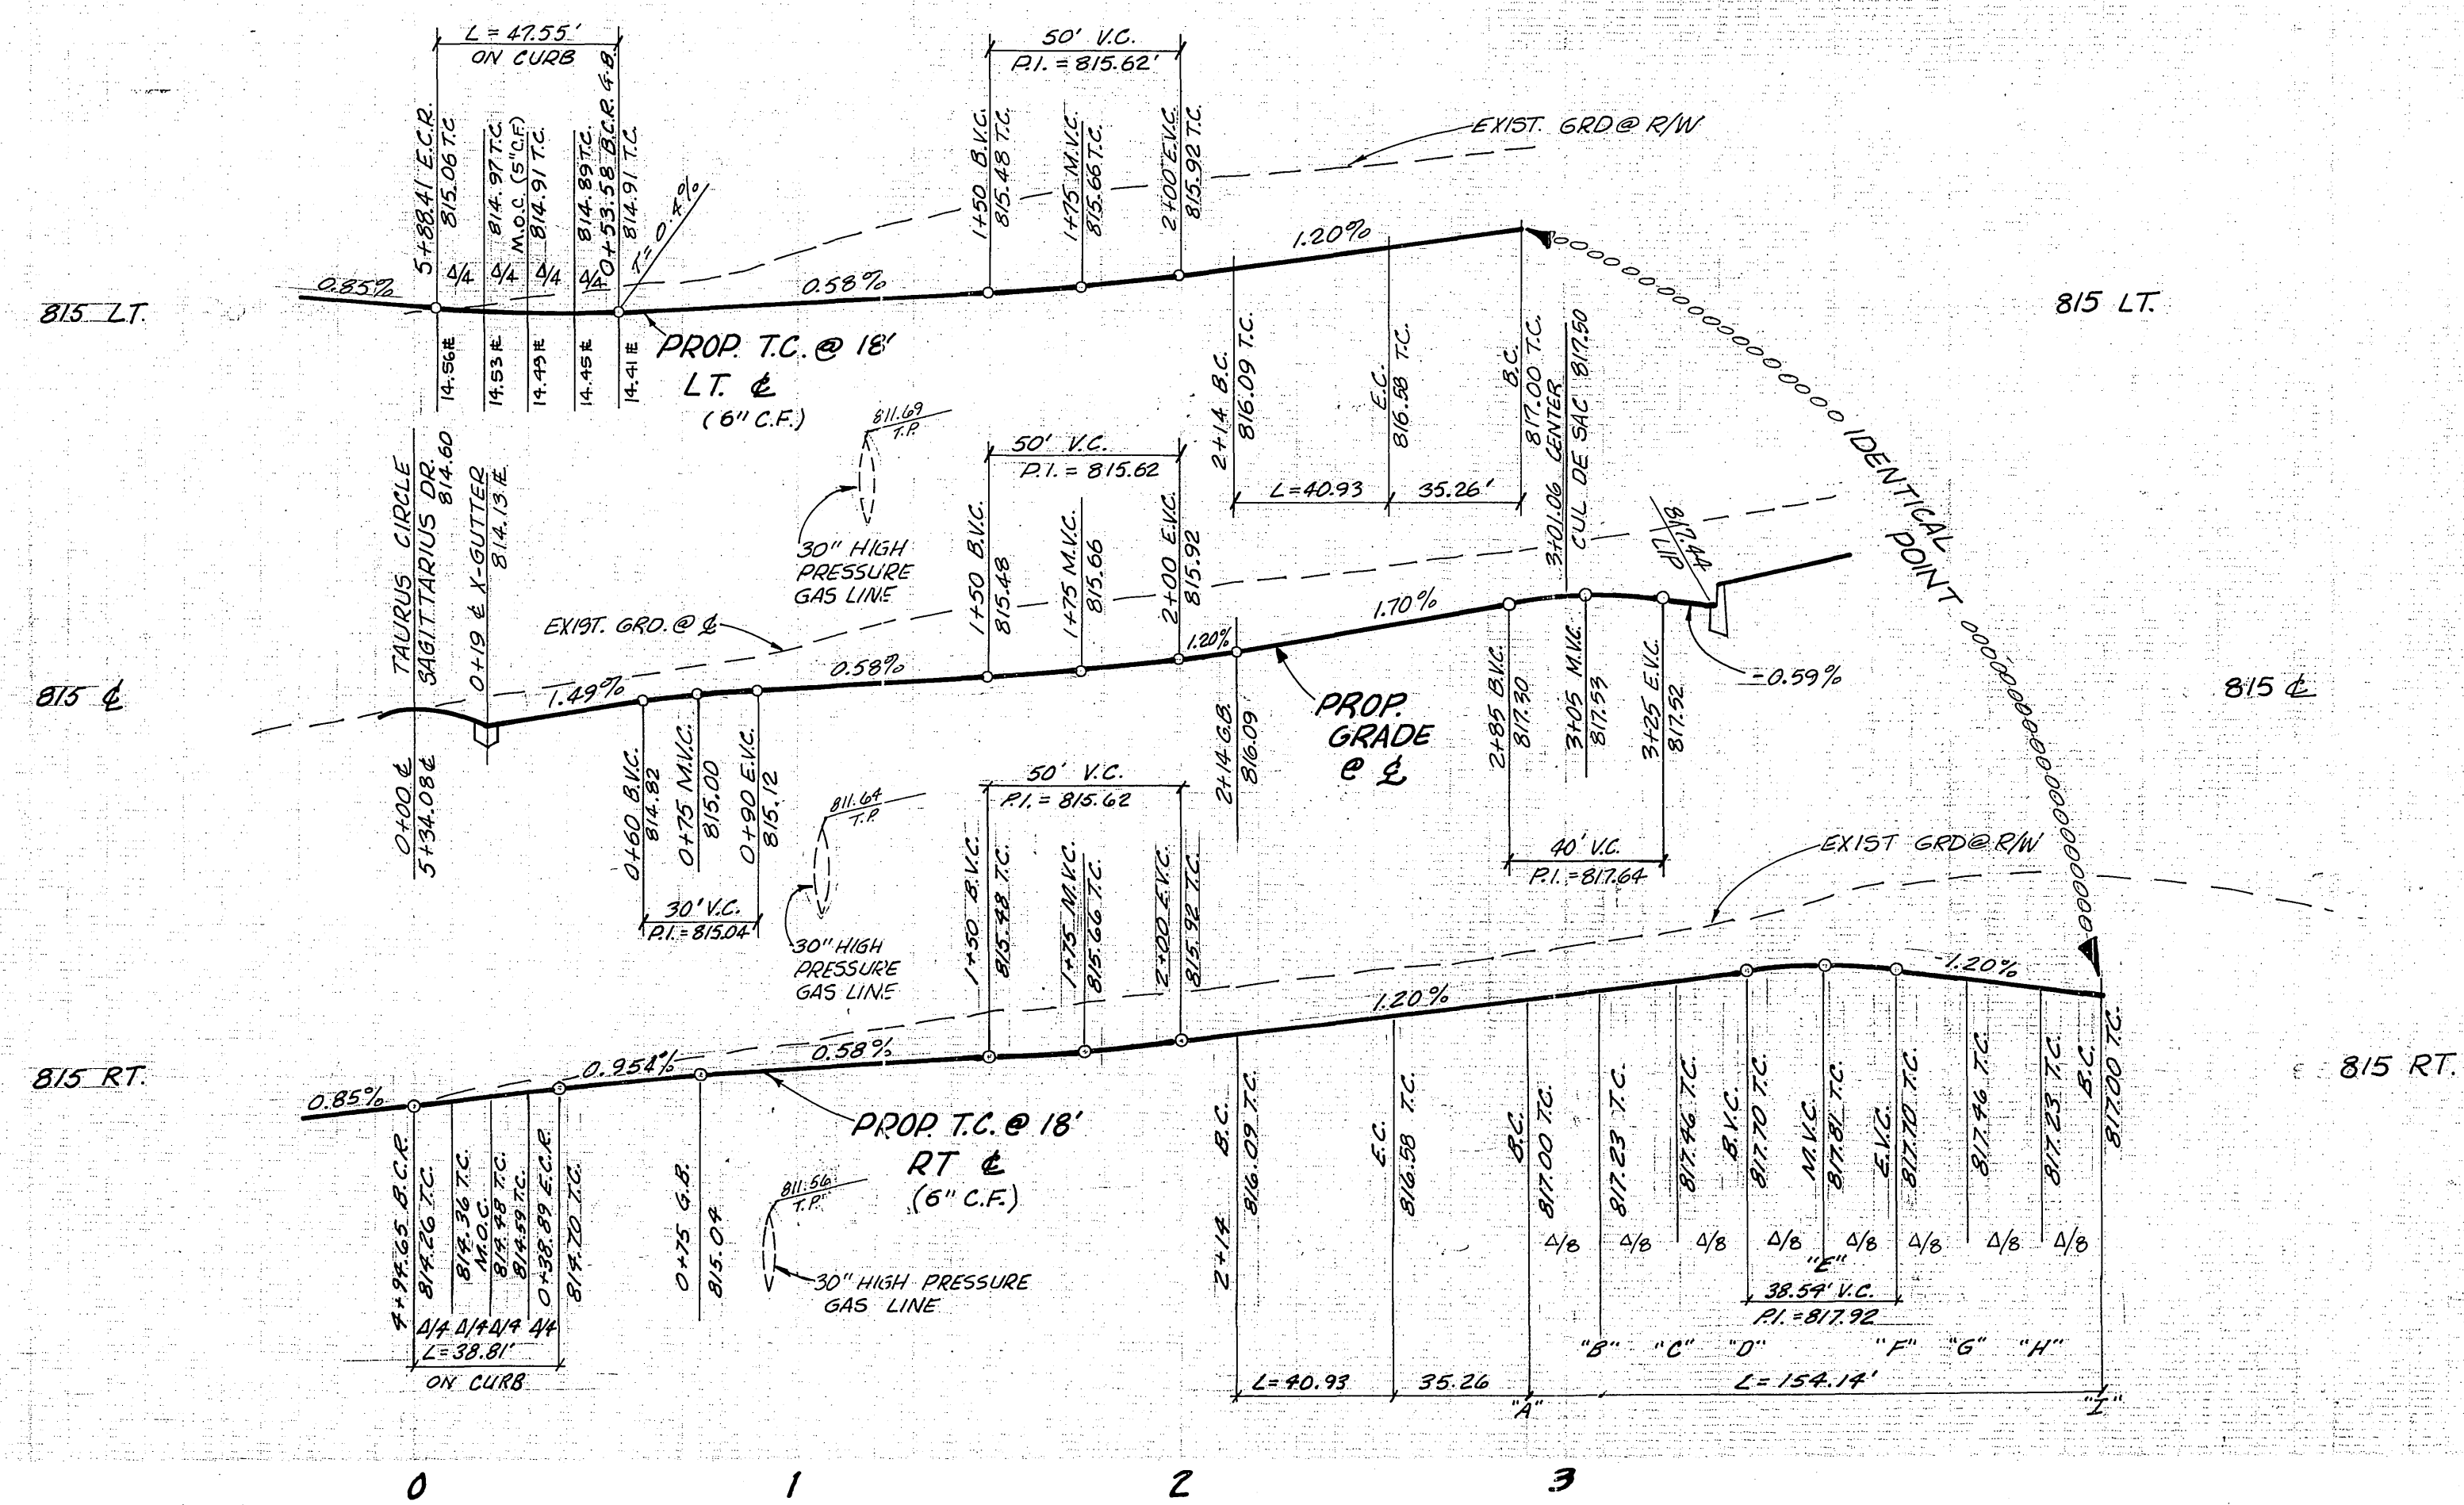 L = 47.55'
ON CURB
5+88.41 E.C.R.
815.06 T.C.
814.97 T.C.
M.O.C. (5" C.F.)
814.91 T.C.
814.89 T.C.
0+53.58 B.C.R. G.B.
814.91 T.C.
Δ/4 Δ/4 Δ/4 Δ/4
0.85%
14.56 ℄
14.53 ℄
14.49 ℄
14.45 ℄
14.41 ℄
0.58%
50' V.C.
P.I. = 815.62'
1+50 B.V.C.
815.48 T.C.
1+75 M.V.C.
815.66 T.C.
2+00 E.V.C.
815.92 T.C.
EXIST. GRD @ R/W
1.20%
815 LT.
815 LT.
PROP. T.C. @ 18'
LT. ℄
(6" C.F.)
2+14 B.C.
816.09 T.C.
E.C.
816.58 T.C.
B.C.
817.00 T.C.
L=40.93
35.26'
3+01.06 CENTER
CUL DE SAC 817.50
IDENTICAL
POINT
TAURUS CIRCLE
SAGITTARIUS DR.
814.60
0+19 ℄ X-GUTTER
814.13 ℄
811.69
T.P.
30" HIGH
PRESSURE
GAS LINE
50' V.C.
P.I. = 815.62
1+50 B.V.C.
815.48
1+75 M.V.C.
815.66
2+00 E.V.C.
815.92
817.44
LIP
EXIST. GRD. @ ℄
1.49%
0.58%
1.20%
1.70%
-0.59%
815 ℄
815 ℄
0+00 ℄
5+34.08 ℄
0+60 B.V.C.
814.82
0+75 M.V.C.
815.00
0+90 E.V.C.
815.12
30' V.C.
P.I. = 815.04
2+14 G.B.
816.09'
PROP.
GRADE
@ ℄
2+85 B.V.C.
817.30
3+05 M.V.C.
817.53
3+25 E.V.C.
817.52
40' V.C.
P.I. = 817.64
811.64
T.P.
30" HIGH
PRESSURE
GAS LINE
50' V.C.
P.I. = 815.62
1+50 B.V.C.
815.48 T.C.
1+75 M.V.C.
815.66 T.C.
2+00 E.V.C.
815.92 T.C.
EXIST GRD @ R/W
815 RT.
815 RT.
0.85%
0.954%
0.58%
1.20%
-1.20%
PROP. T.C. @ 18'
RT ℄
(6" C.F.)
4+94.65 B.C.R.
814.26 T.C.
814.36 T.C.
M.O.C.
814.48 T.C.
814.59 T.C.
0+38.89 E.C.R.
814.70 T.C.
Δ/4 Δ/4 Δ/4 Δ/4
L=38.81'
ON CURB
0+75 G.B.
815.04
811.56
T.P.
30" HIGH PRESSURE
GAS LINE
2+14 B.C.
816.09 T.C.
E.C.
816.58 T.C.
B.C.
817.00 T.C.
817.23 T.C.
817.46 T.C.
B.V.C.
817.70 T.C.
M.V.C.
817.81 T.C.
E.V.C.
817.70 T.C.
817.46 T.C.
817.23 T.C.
B.C.
817.00 T.C.
Δ/8 Δ/8 Δ/8 Δ/8 Δ/8 Δ/8 Δ/8 Δ/8
"E"
38.54' V.C.
P.I. = 817.92
"B" "C" "D" "F" "G" "H"
L=40.93
35.26
L=154.14'
"A"
"I"
0 1 2 3